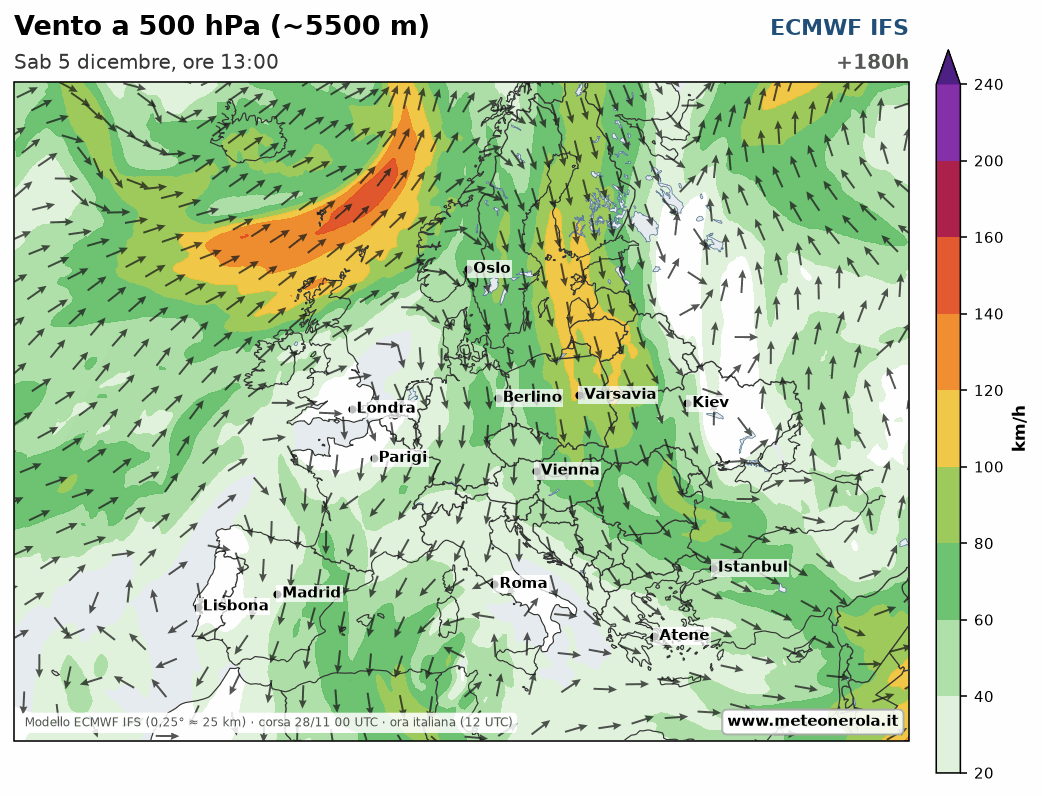 Vento a 500 hPa (~5500 m)
ECMWF IFS
Sab 5 dicembre, ore 13:00
+180h
240
200
160
140
120
100
80
60
40
20
km/h
Oslo
Berlino
Varsavia
Kiev
Londra
Parigi
Vienna
Istanbul
Roma
Madrid
Lisbona
Atene
Modello ECMWF IFS (0,25° ≈ 25 km) · corsa 28/11 00 UTC · ora italiana (12 UTC)
www.meteonerola.it